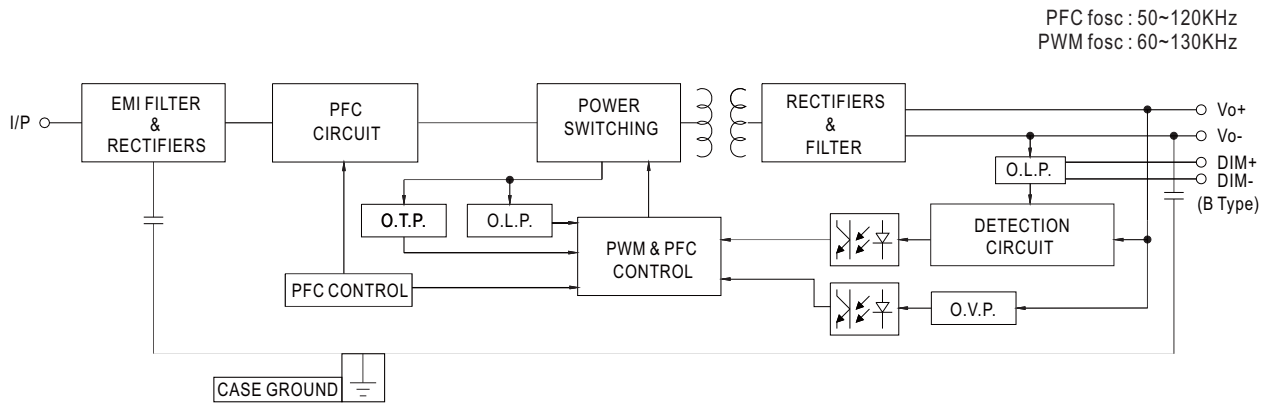 PFC fosc : 50~120KHz
PWM fosc : 60~130KHz
I/P
EMI FILTER
&
RECTIFIERS
PFC
CIRCUIT
POWER
SWITCHING
RECTIFIERS
&
FILTER
Vo+
Vo-
DIM+
DIM-
(B Type)
O.L.P.
O.T.P.
O.L.P.
PWM & PFC
CONTROL
DETECTION
CIRCUIT
PFC CONTROL
O.V.P.
CASE GROUND